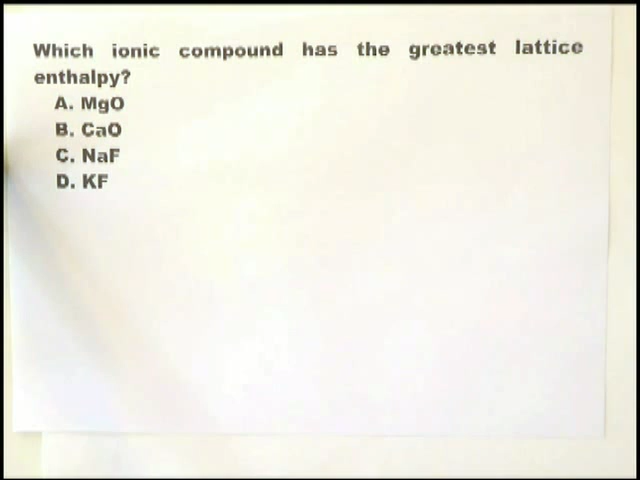 Which ionic compound has the greatest lattice
enthalpy?
A. MgO
B. CaO
C. NaF
D. KF